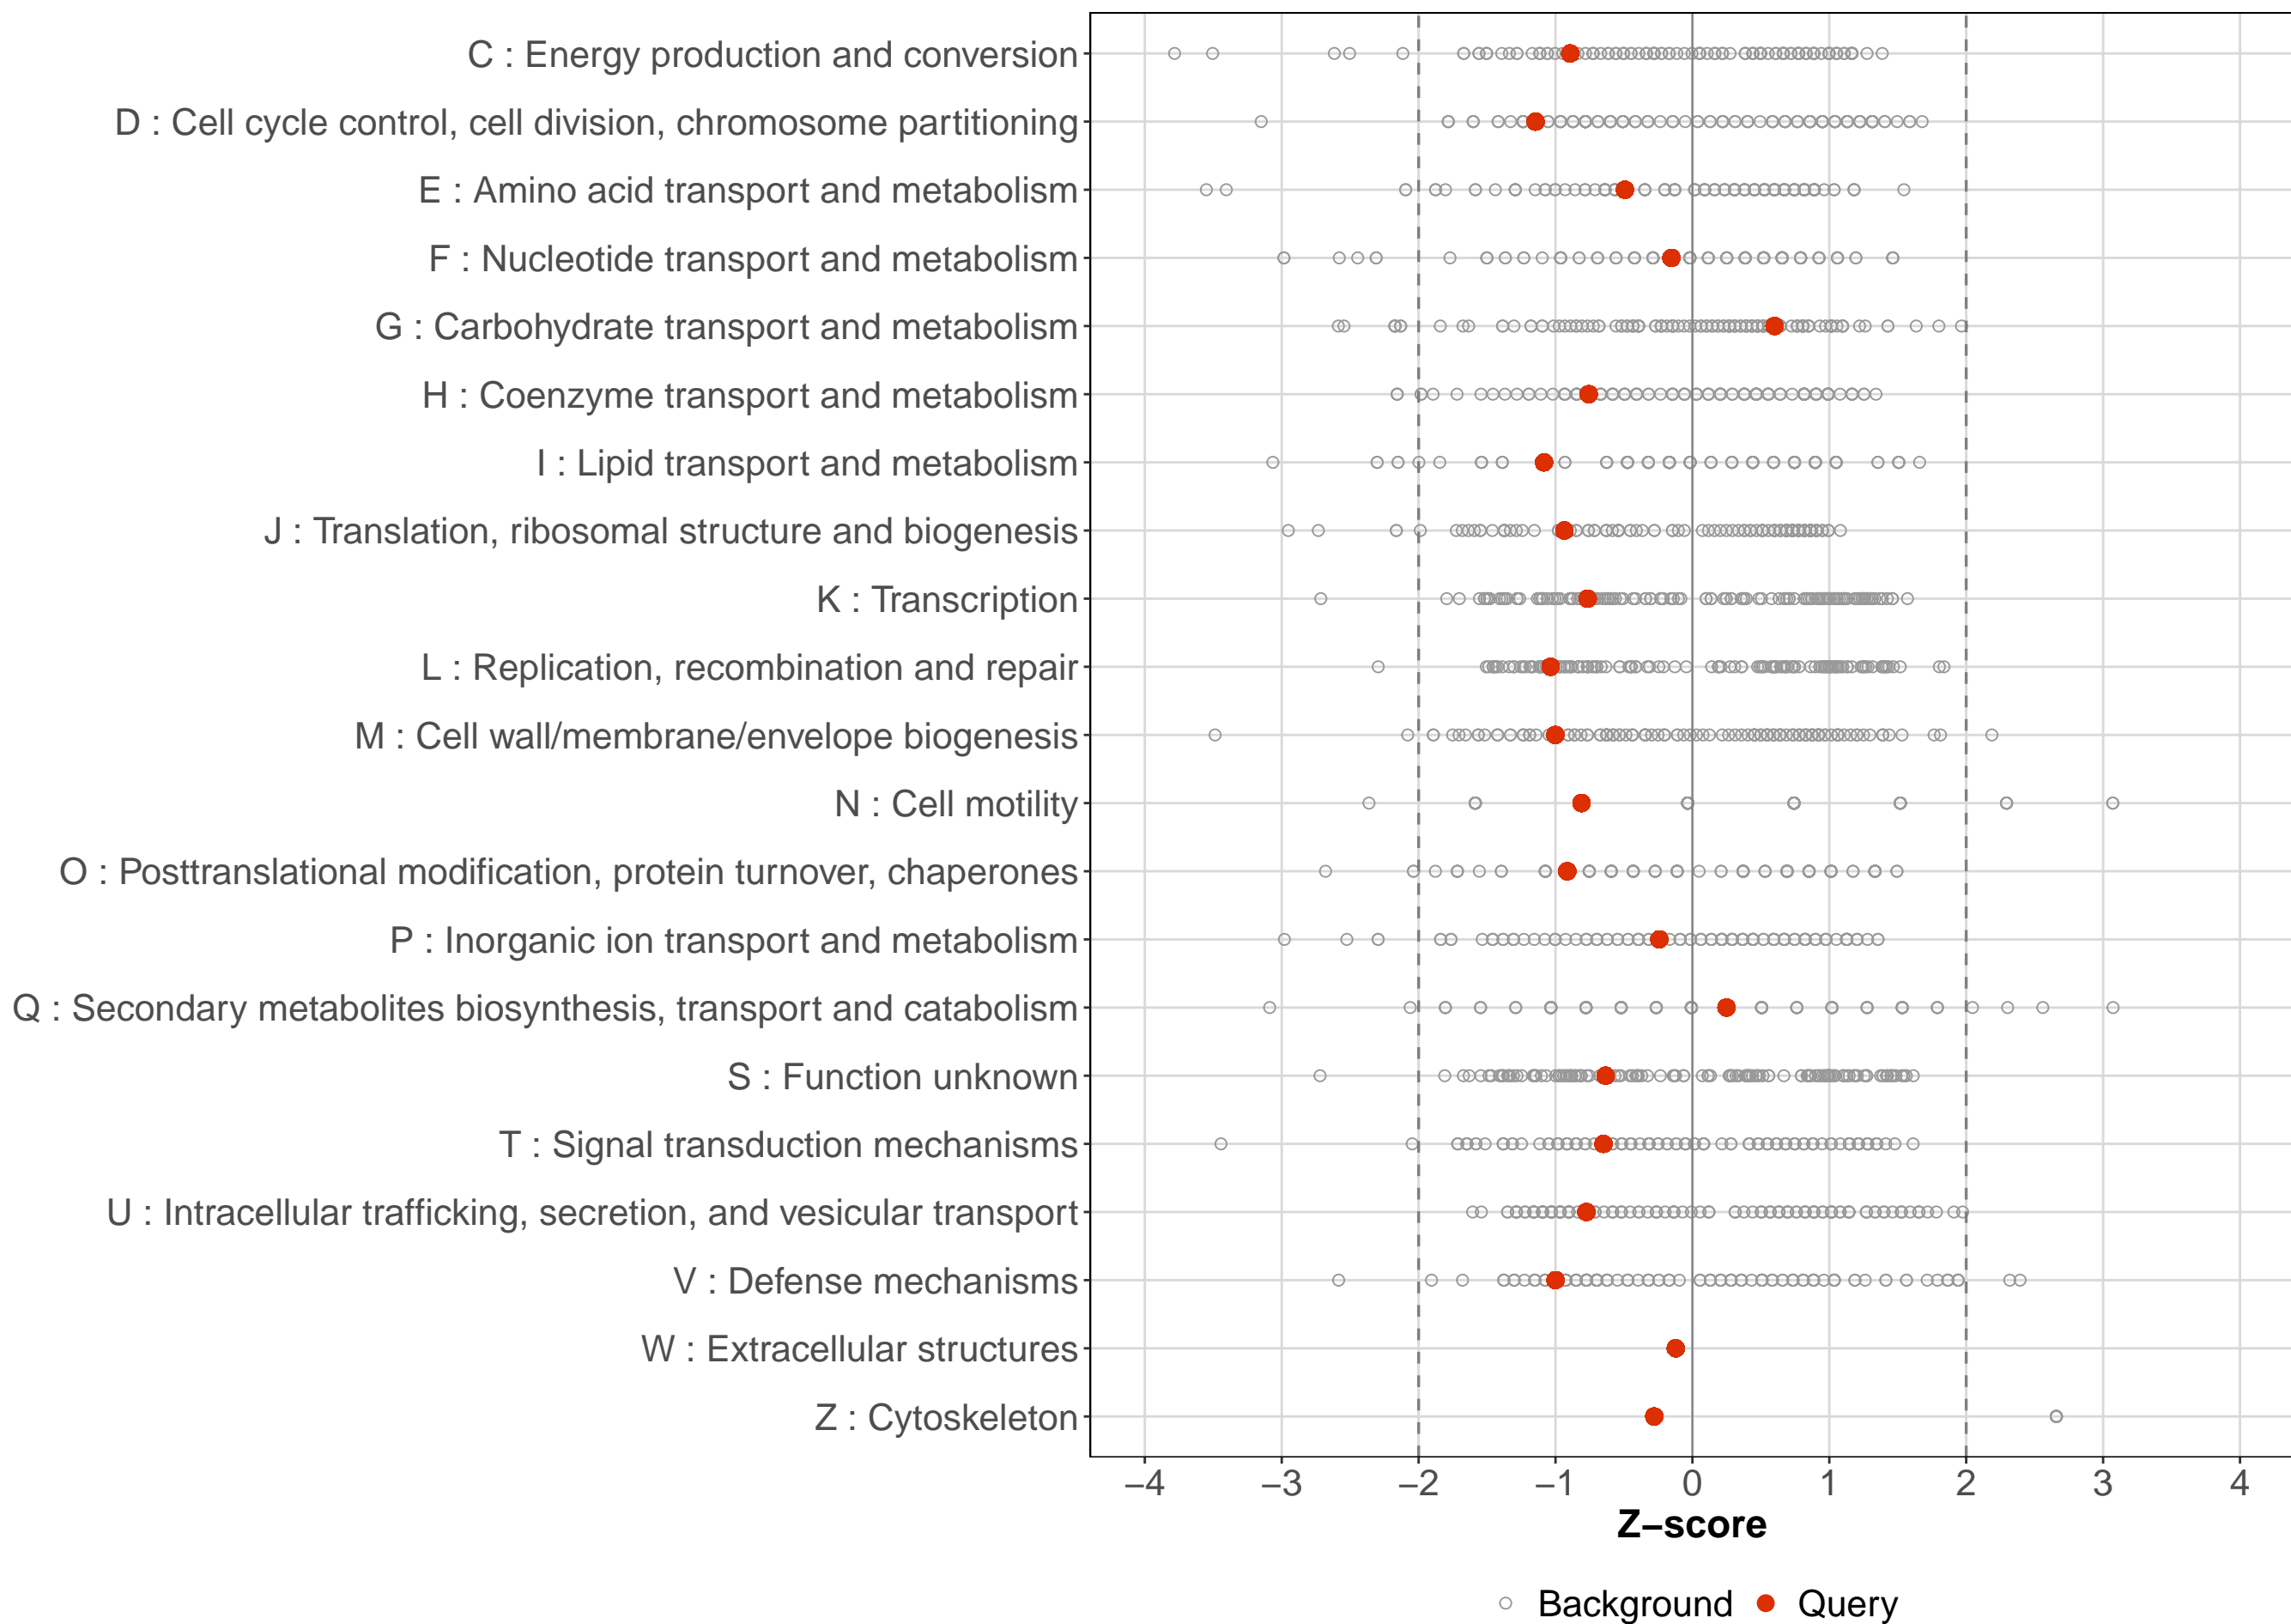 C : Energy production and conversion
D : Cell cycle control, cell division, chromosome partitioning
E : Amino acid transport and metabolism
F : Nucleotide transport and metabolism
G : Carbohydrate transport and metabolism
H : Coenzyme transport and metabolism
I : Lipid transport and metabolism
J : Translation, ribosomal structure and biogenesis
K : Transcription
L : Replication, recombination and repair
M : Cell wall/membrane/envelope biogenesis
N : Cell motility
O : Posttranslational modification, protein turnover, chaperones
P : Inorganic ion transport and metabolism
Q : Secondary metabolites biosynthesis, transport and catabolism
S : Function unknown
T : Signal transduction mechanisms
U : Intracellular trafficking, secretion, and vesicular transport
V : Defense mechanisms
W : Extracellular structures
Z : Cytoskeleton
−4 −3 −2 −1 0 1 2 3 4
Z−score
Background Query